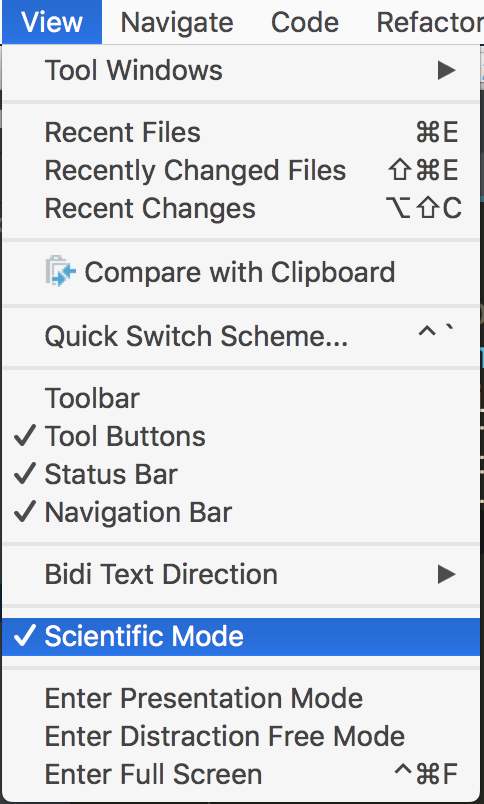 View Navigate Code Refactor
Tool Windows ▶
Recent Files ⌘E
Recently Changed Files ⇧⌘E
Recent Changes ⌥⇧C
Compare with Clipboard
Quick Switch Scheme... ^`
Toolbar
✓ Tool Buttons
✓ Status Bar
✓ Navigation Bar
Bidi Text Direction ▶
✓ Scientific Mode
Enter Presentation Mode
Enter Distraction Free Mode
Enter Full Screen ^⌘F